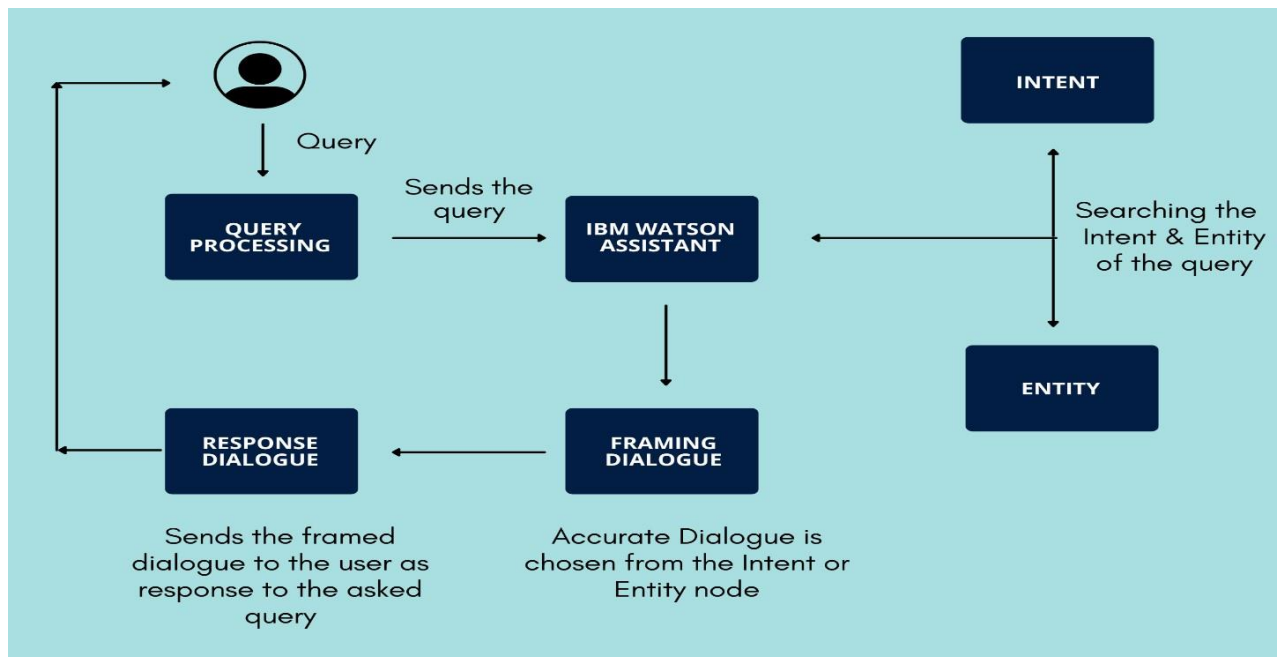 INTENT
Query
Sends the
query
QUERY
PROCESSING
IBM WATSON
ASSISTANT
Searching the
Intent & Entity
of the query
ENTITY
RESPONSE
DIALOGUE
FRAMING
DIALOGUE
Sends the framed
dialogue to the user as
response to the asked
query
Accurate Dialogue is
chosen from the Intent or
Entity node